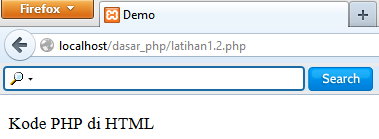 Firefox
Demo
localhost/dasar_php/latihan1.2.php
Search
Kode PHP di HTML